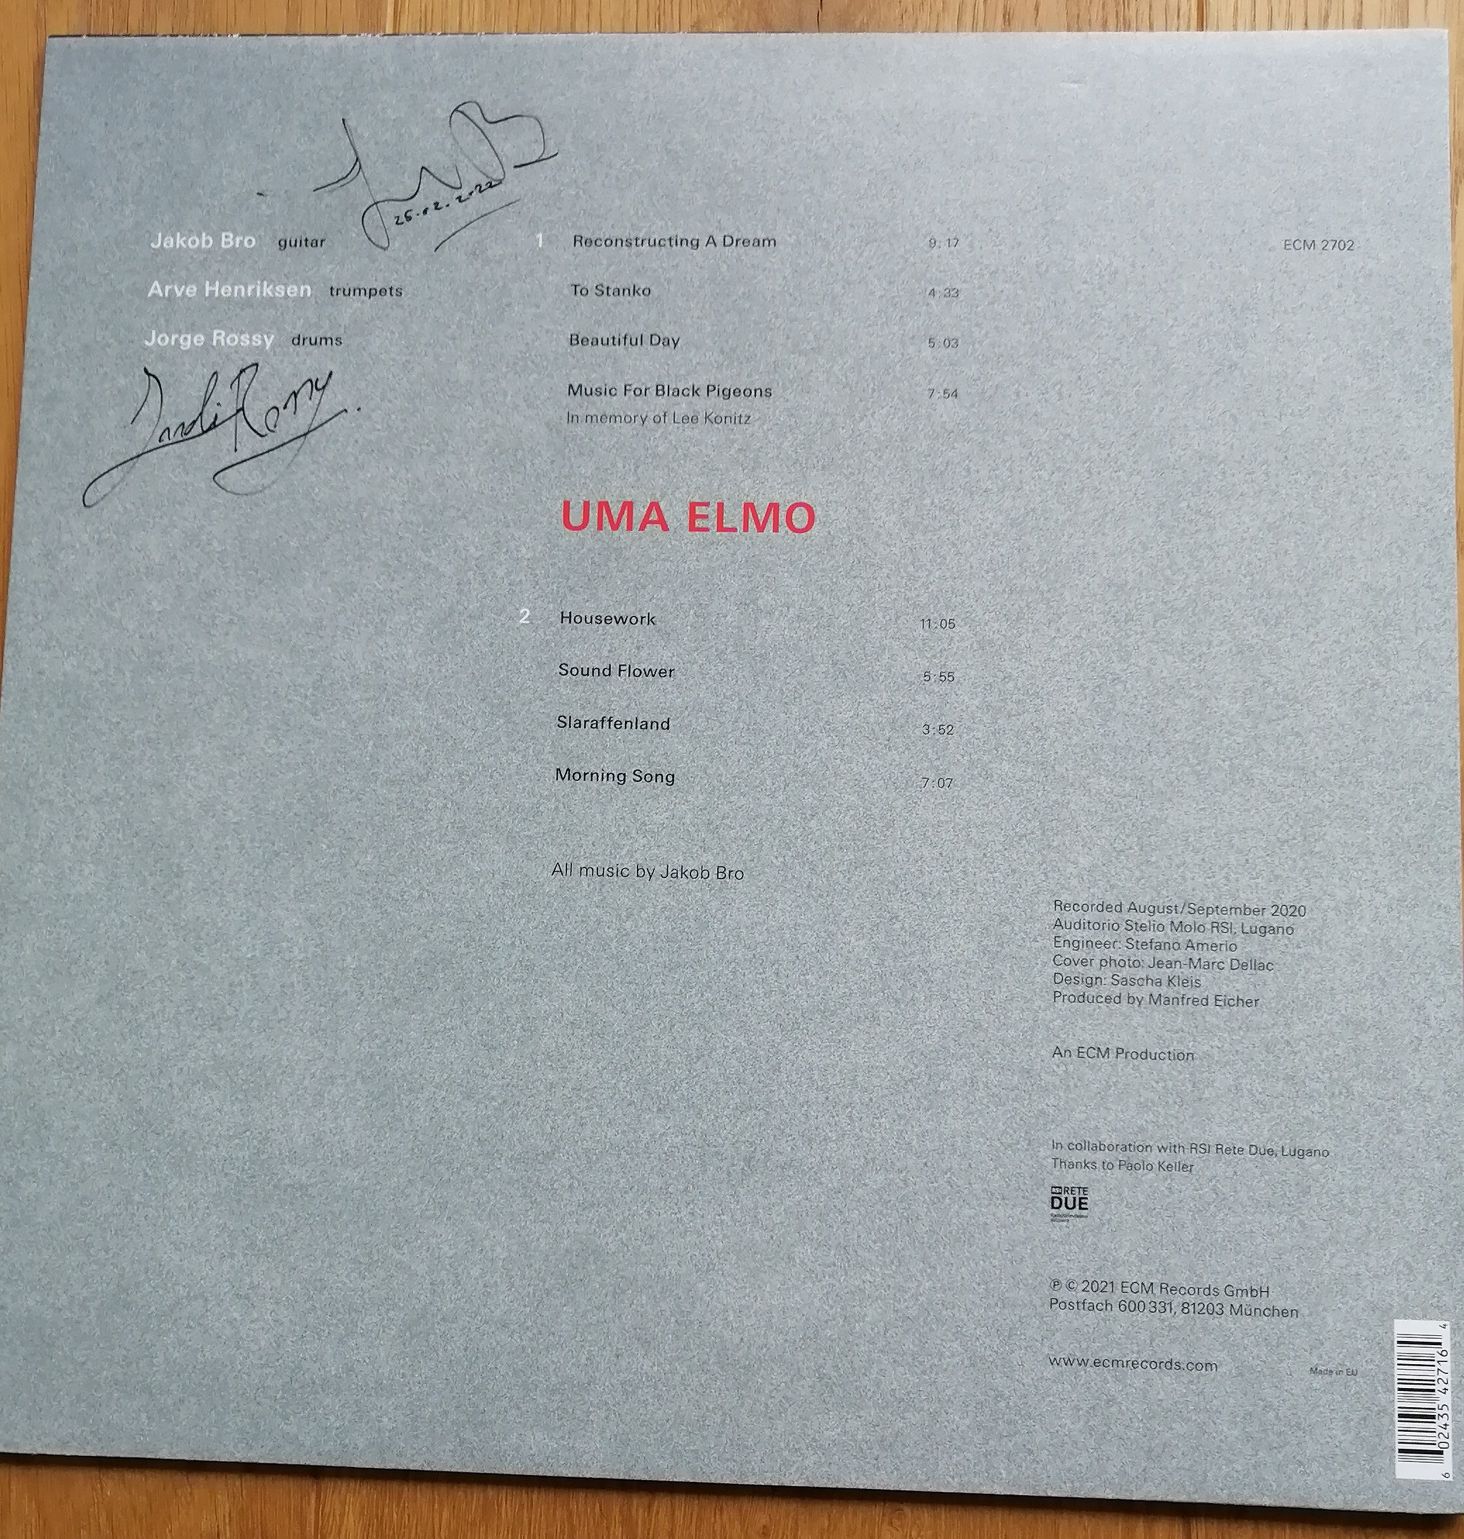 25.02.2022
Jakob Bro guitar
Arve Henriksen trumpets
Jorge Rossy drums
Jordi Rossy
1 Reconstructing A Dream 9:17
To Stanko 4:33
Beautiful Day 5:03
Music For Black Pigeons 7:54
In memory of Lee Konitz
ECM 2702
UMA ELMO
2 Housework 11:05
Sound Flower 5:55
Slaraffenland 3:52
Morning Song 7:07
All music by Jakob Bro
Recorded August/September 2020
Auditorio Stelio Molo RSI, Lugano
Engineer: Stefano Amerio
Cover photo: Jean-Marc Dellac
Design: Sascha Kleis
Produced by Manfred Eicher
An ECM Production
In collaboration with RSI Rete Due, Lugano
Thanks to Paolo Keller
RSI RETE
DUE
℗ © 2021 ECM Records GmbH
Postfach 600 331, 81203 München
www.ecmrecords.com
Made in EU
6 02435 42716 4